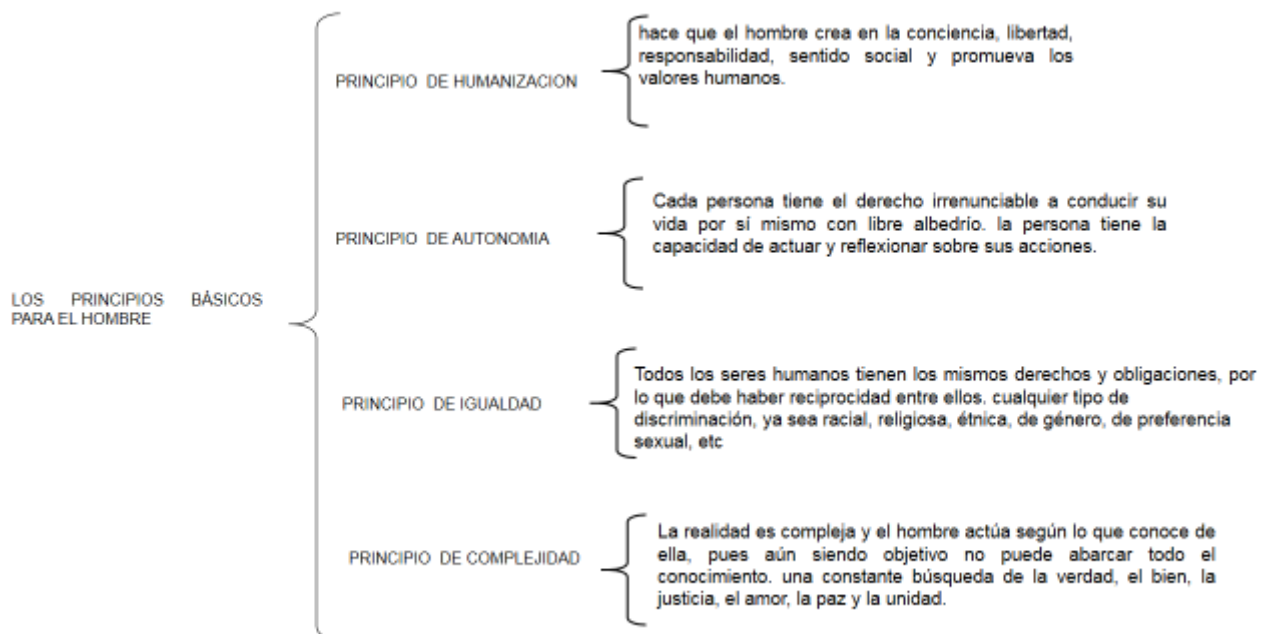 LOS PRINCIPIOS BÁSICOS
PARA EL HOMBRE
PRINCIPIO DE HUMANIZACION
hace que el hombre crea en la conciencia, libertad,
responsabilidad, sentido social y promueva los
valores humanos.
PRINCIPIO DE AUTONOMIA
Cada persona tiene el derecho irrenunciable a conducir su
vida por sí mismo con libre albedrío. la persona tiene la
capacidad de actuar y reflexionar sobre sus acciones.
PRINCIPIO DE IGUALDAD
Todos los seres humanos tienen los mismos derechos y obligaciones, por
lo que debe haber reciprocidad entre ellos. cualquier tipo de
discriminación, ya sea racial, religiosa, étnica, de género, de preferencia
sexual, etc
PRINCIPIO DE COMPLEJIDAD
La realidad es compleja y el hombre actúa según lo que conoce de
ella, pues aún siendo objetivo no puede abarcar todo el
conocimiento. una constante búsqueda de la verdad, el bien, la
justicia, el amor, la paz y la unidad.